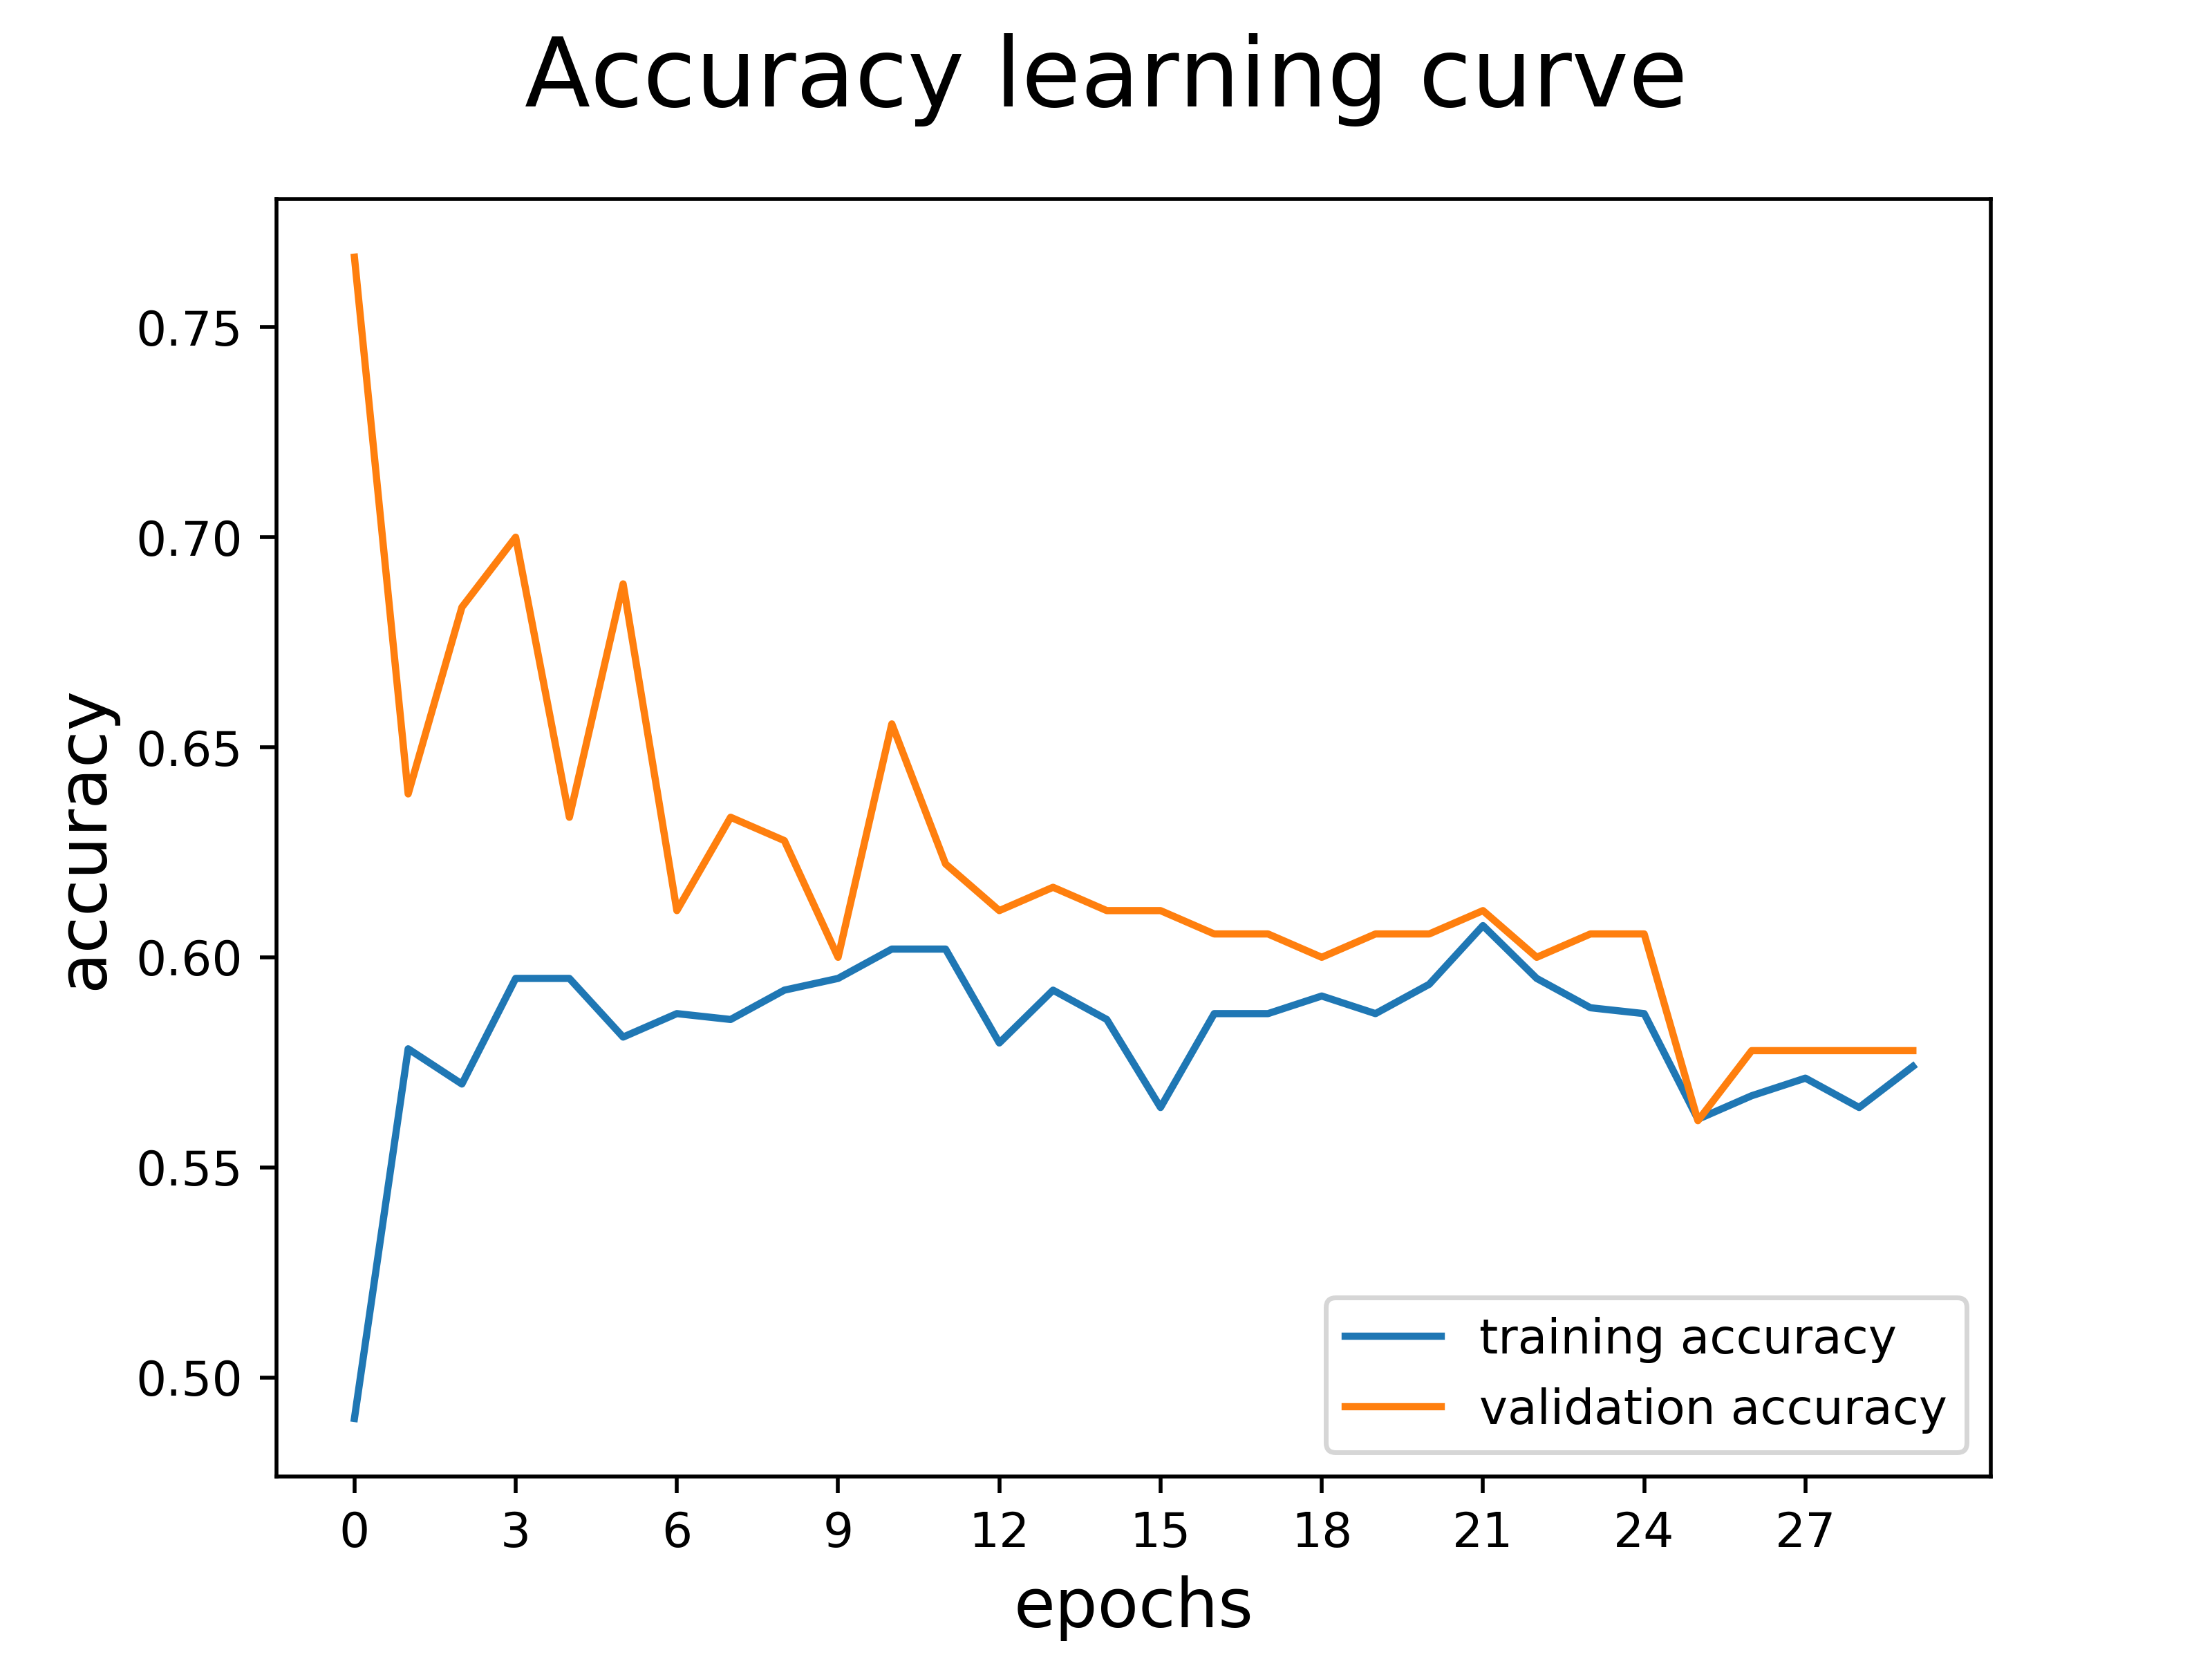 Accuracy learning curve
accuracy
0.75
0.70
0.65
0.60
0.55
0.50
training accuracy
validation accuracy
0 3 6 9 12 15 18 21 24 27
epochs